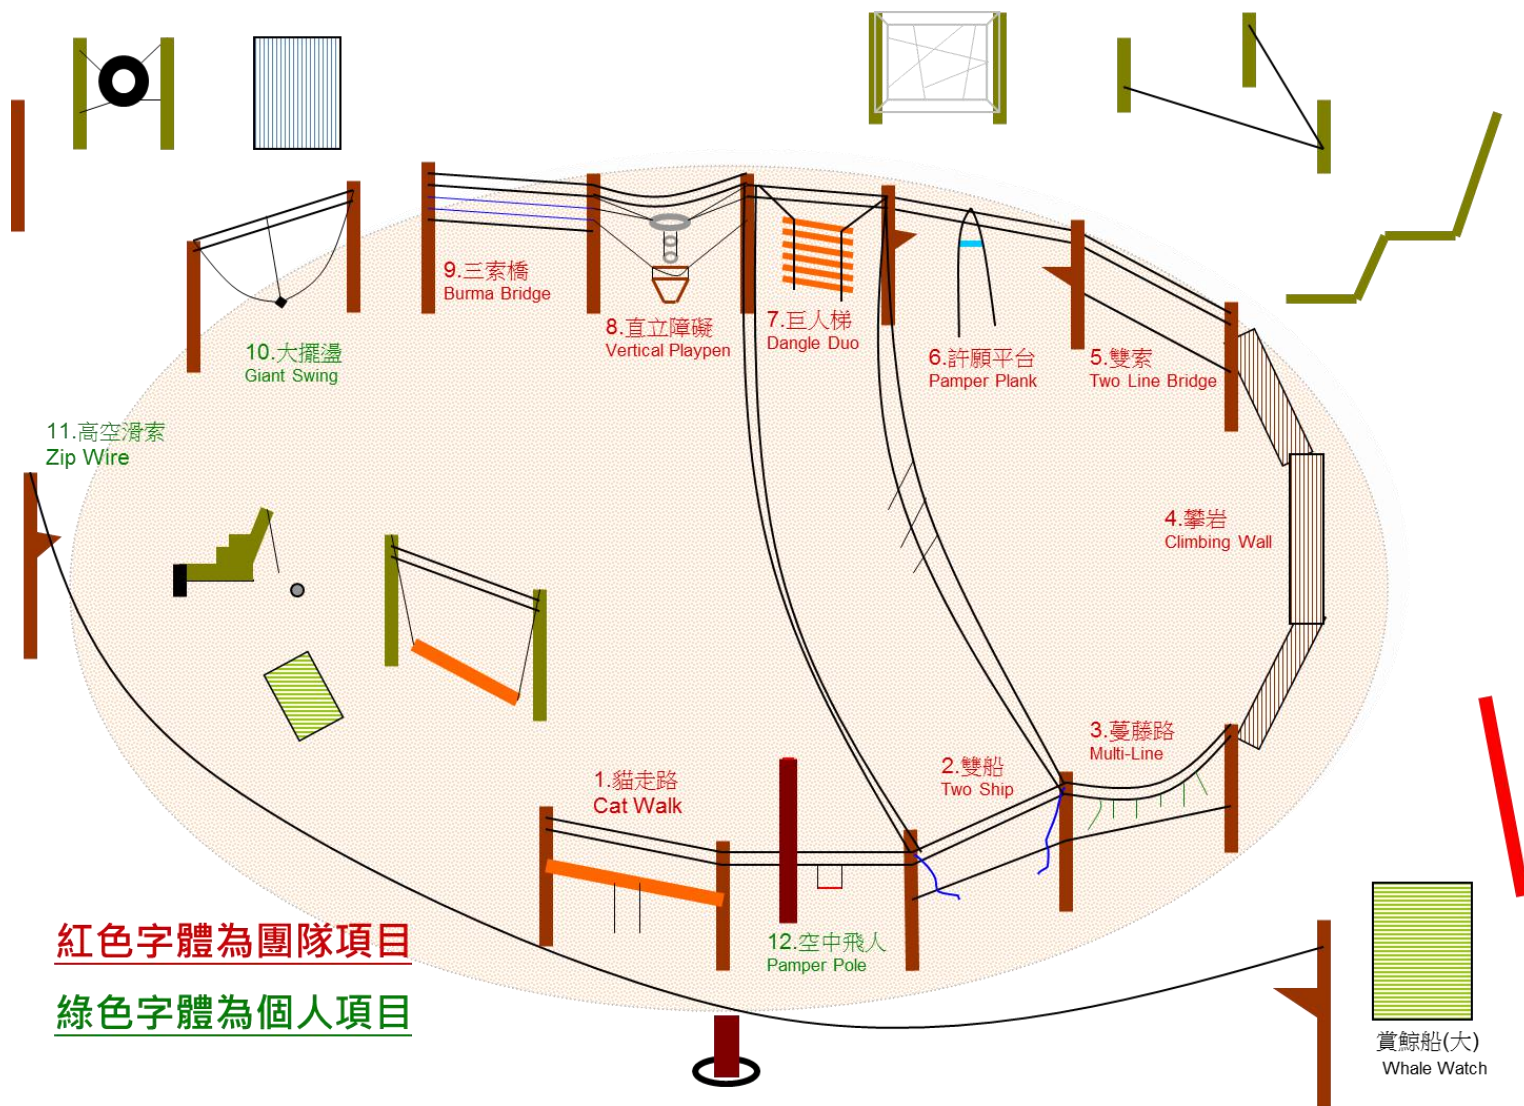 9.三索橋
Burma Bridge
8.直立障礙
Vertical Playpen
7.巨人梯
Dangle Duo
6.許願平台
Pamper Plank
5.雙索
Two Line Bridge
10.大擺盪
Giant Swing
11.高空滑索
Zip Wire
4.攀岩
Climbing Wall
3.蔓藤路
Multi-Line
2.雙船
Two Ship
1.貓走路
Cat Walk
12.空中飛人
Pamper Pole
紅色字體為團隊項目
綠色字體為個人項目
賞鯨船(大)
Whale Watch